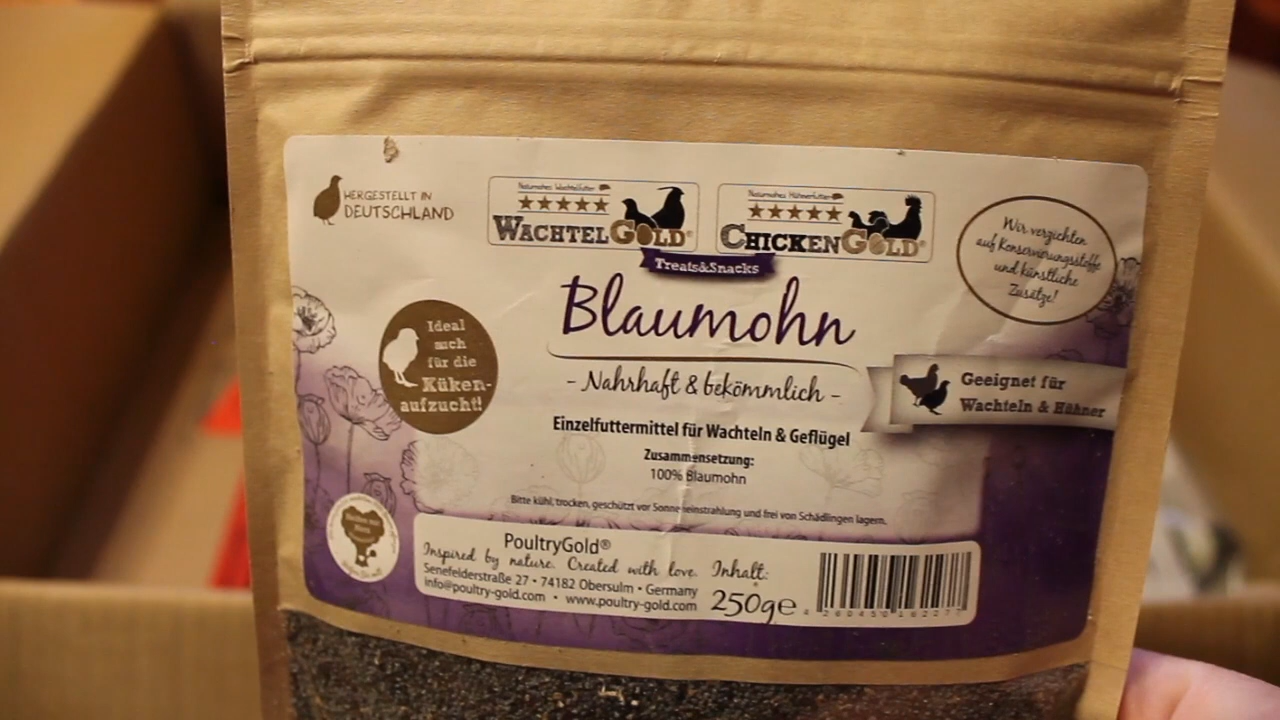 HERGESTELLT IN
DEUTSCHLAND
Naturnahes Wachtelfutter
WACHTELGOLD®
Naturnahes Hühnerfutter
CHICKENGOLD®
Treats&Snacks
Wir verzichten
auf Konservierungsstoffe
und künstliche
Zusätze!
Blaumohn
- Nahrhaft & bekömmlich -
Ideal
auch
für die
Küken-
aufzucht!
Geeignet für
Wachteln & Hühner
Einzelfuttermittel für Wachteln & Geflügel
Zusammensetzung:
100% Blaumohn
Bitte kühl, trocken, geschützt vor Sonneneinstrahlung und frei von Schädlingen lagern.
PoultryGold®
Inspired by nature. Created with love.
Senefelderstraße 27 • 74182 Obersulm • Germany
info@poultry-gold.com • www.poultry-gold.com
Inhalt:
250g℮